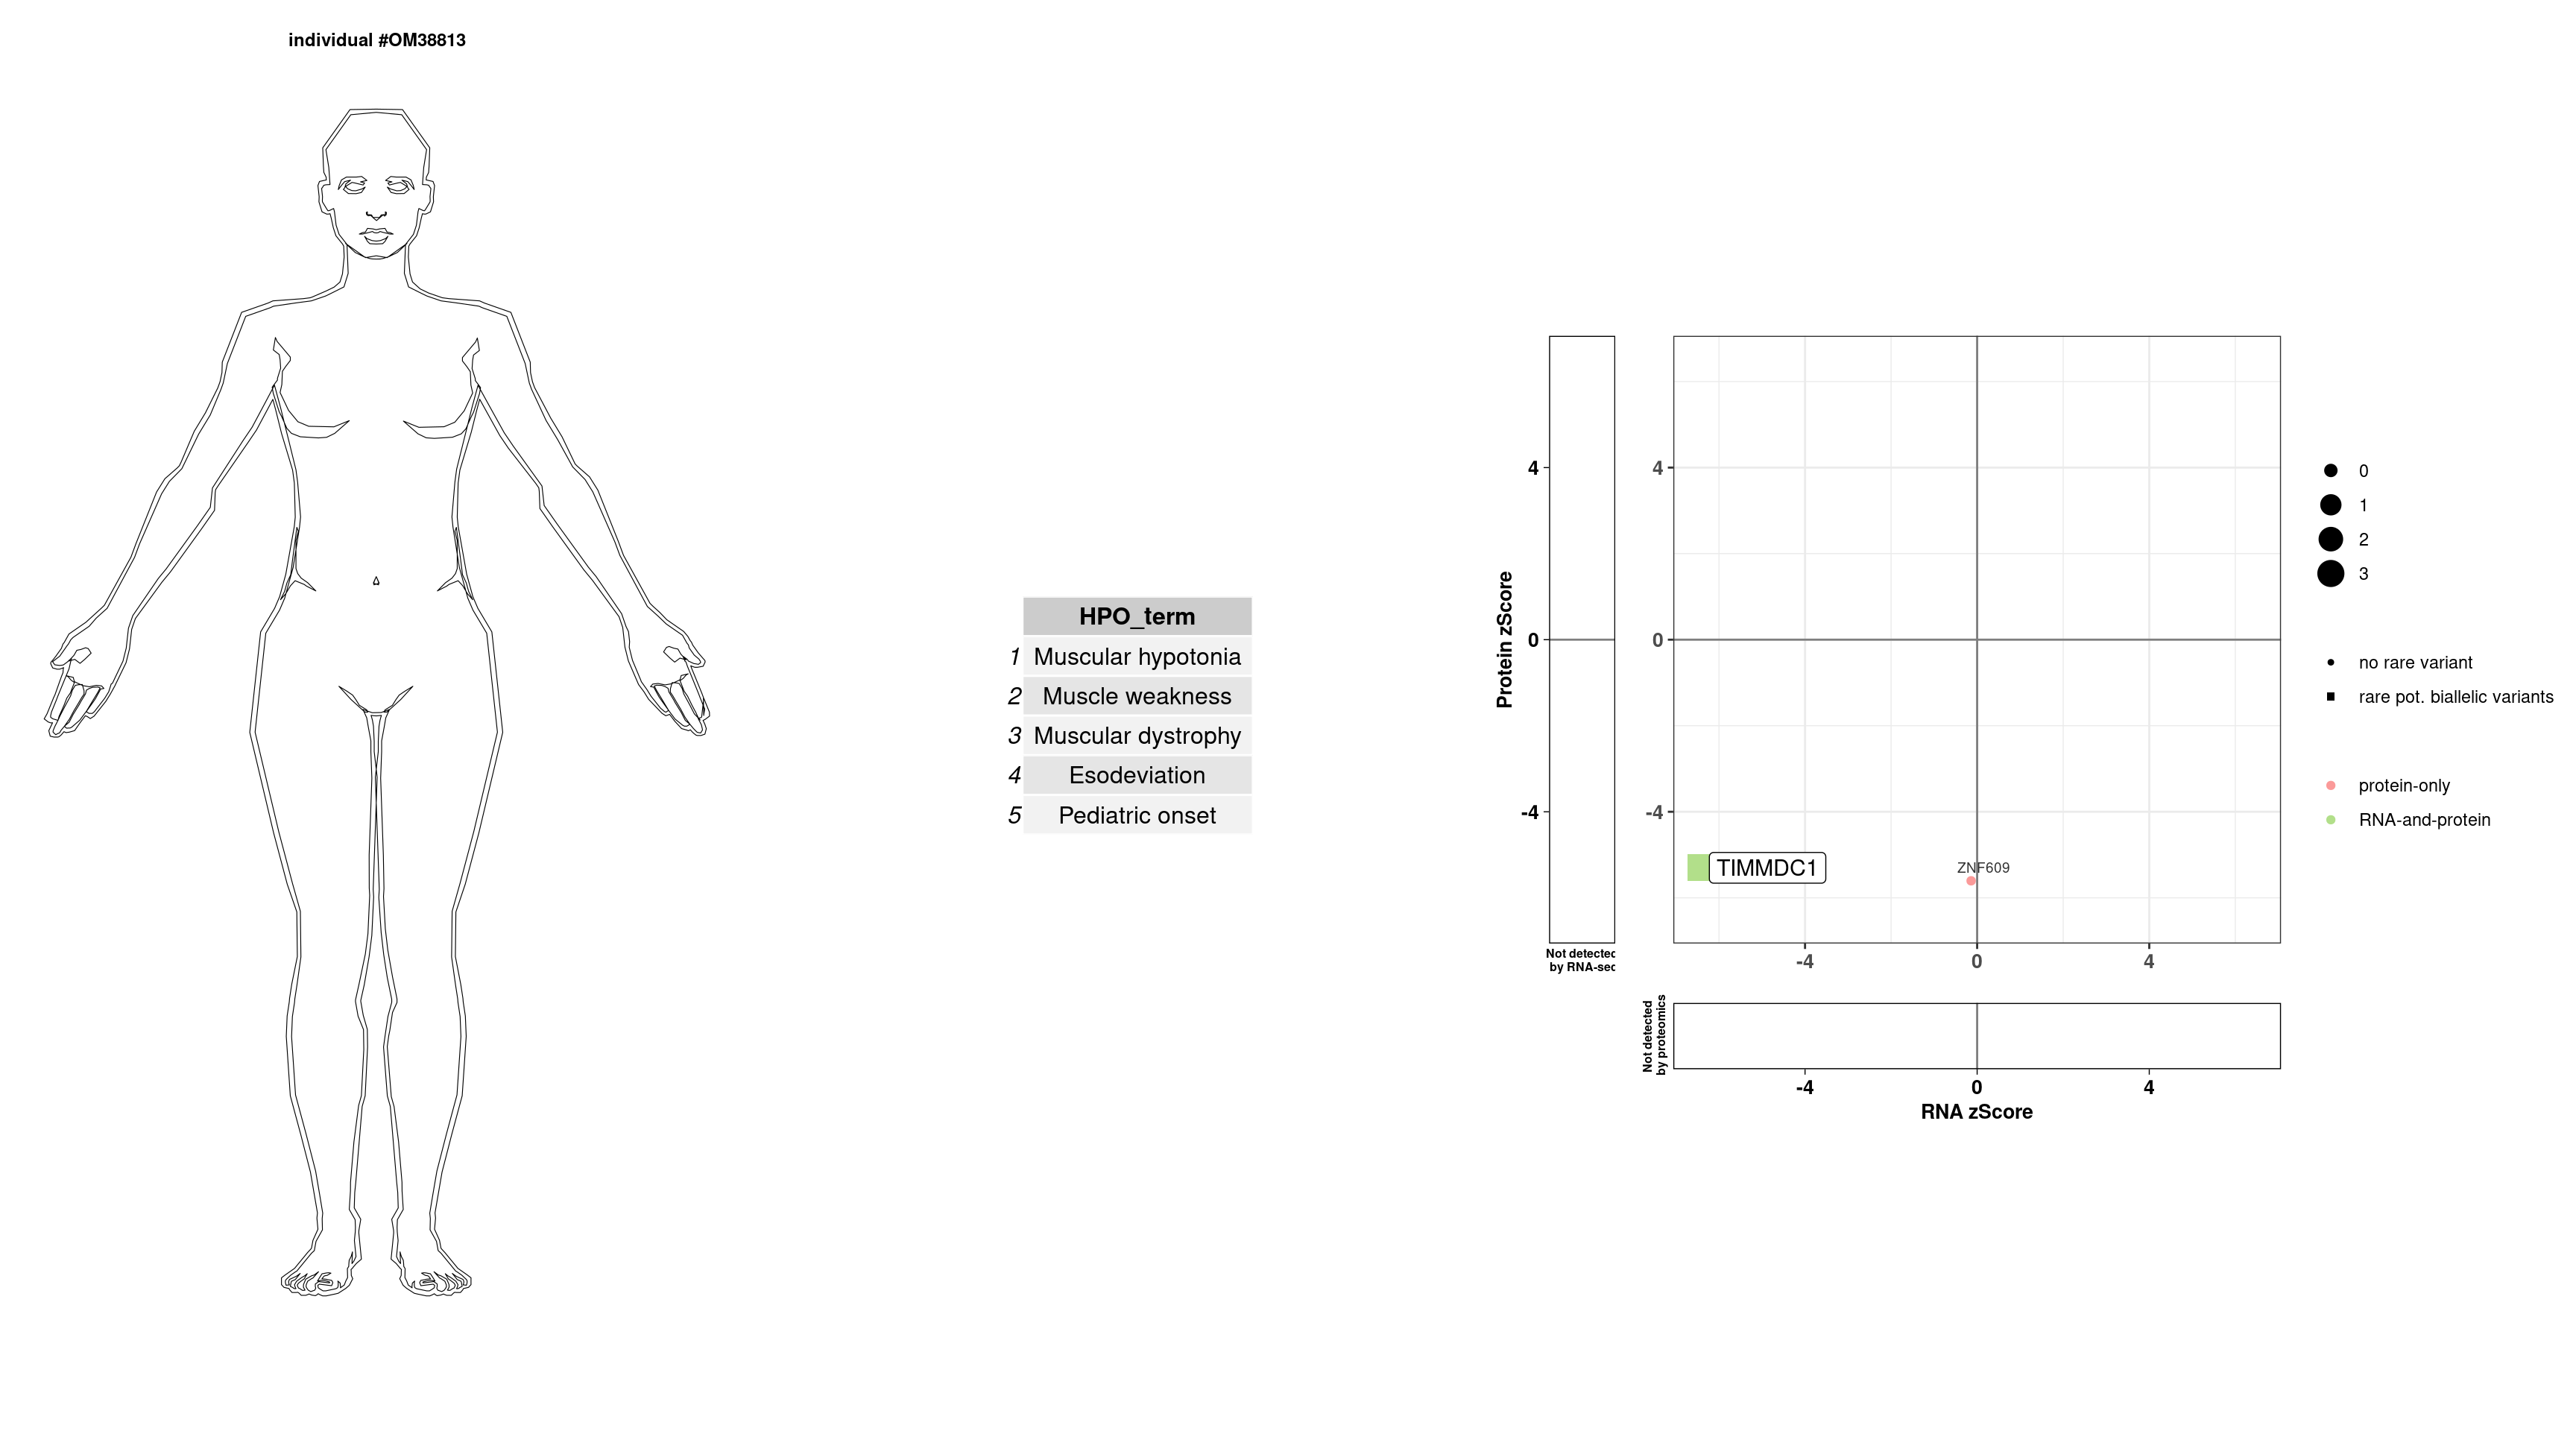 individual #OM38813
HPO_term
1 Muscular hypotonia
2 Muscle weakness
3 Muscular dystrophy
4 Esodeviation
5 Pediatric onset
Protein zScore
4
0
-4
Not detected
by RNA-seq
4
0
-4
TIMMDC1
ZNF609
-4 0 4
Not detected
by proteomics
-4 0 4
RNA zScore
0
1
2
3
no rare variant
rare pot. biallelic variants
protein-only
RNA-and-protein